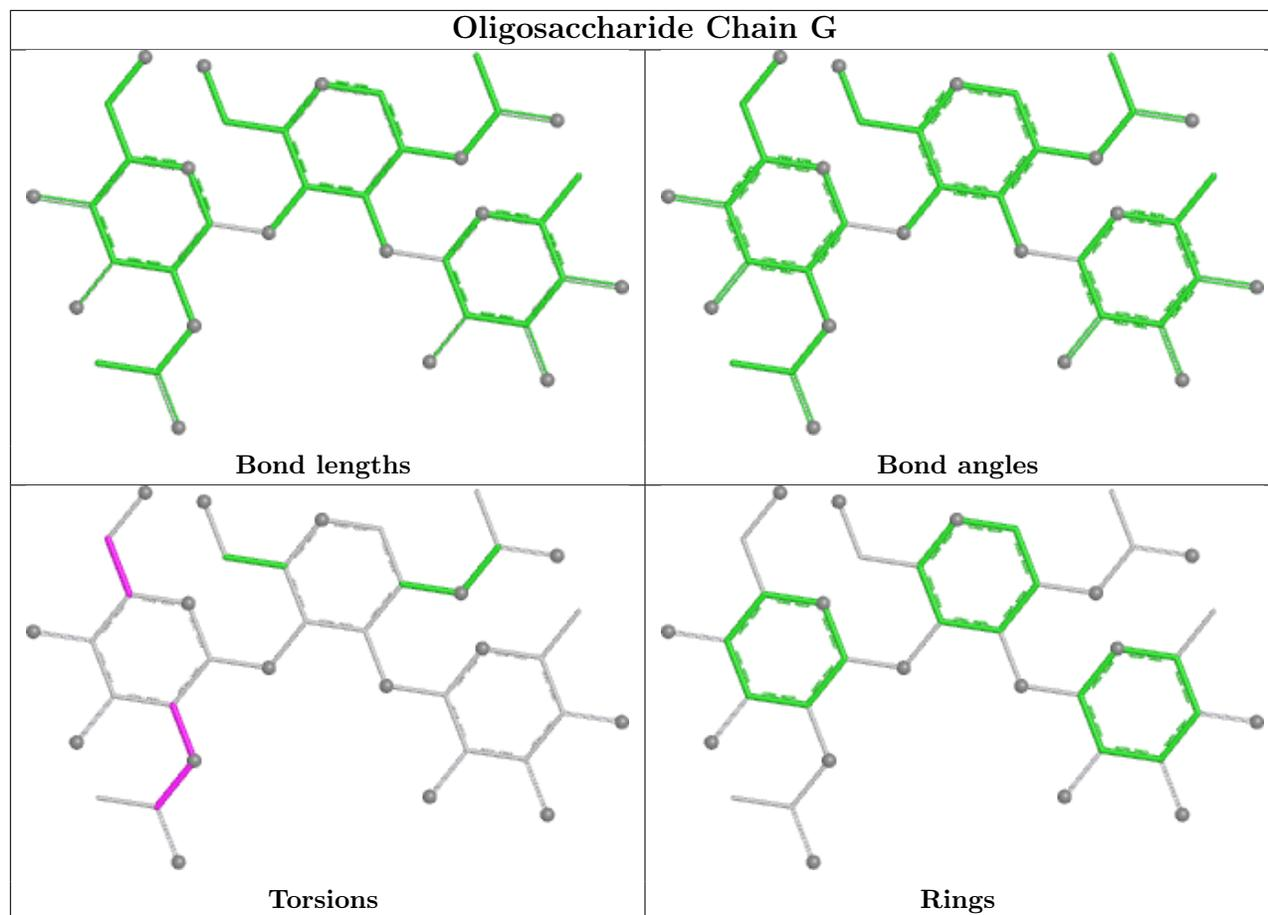 Oligosaccharide Chain G
Bond lengths
Bond angles
Torsions
Rings